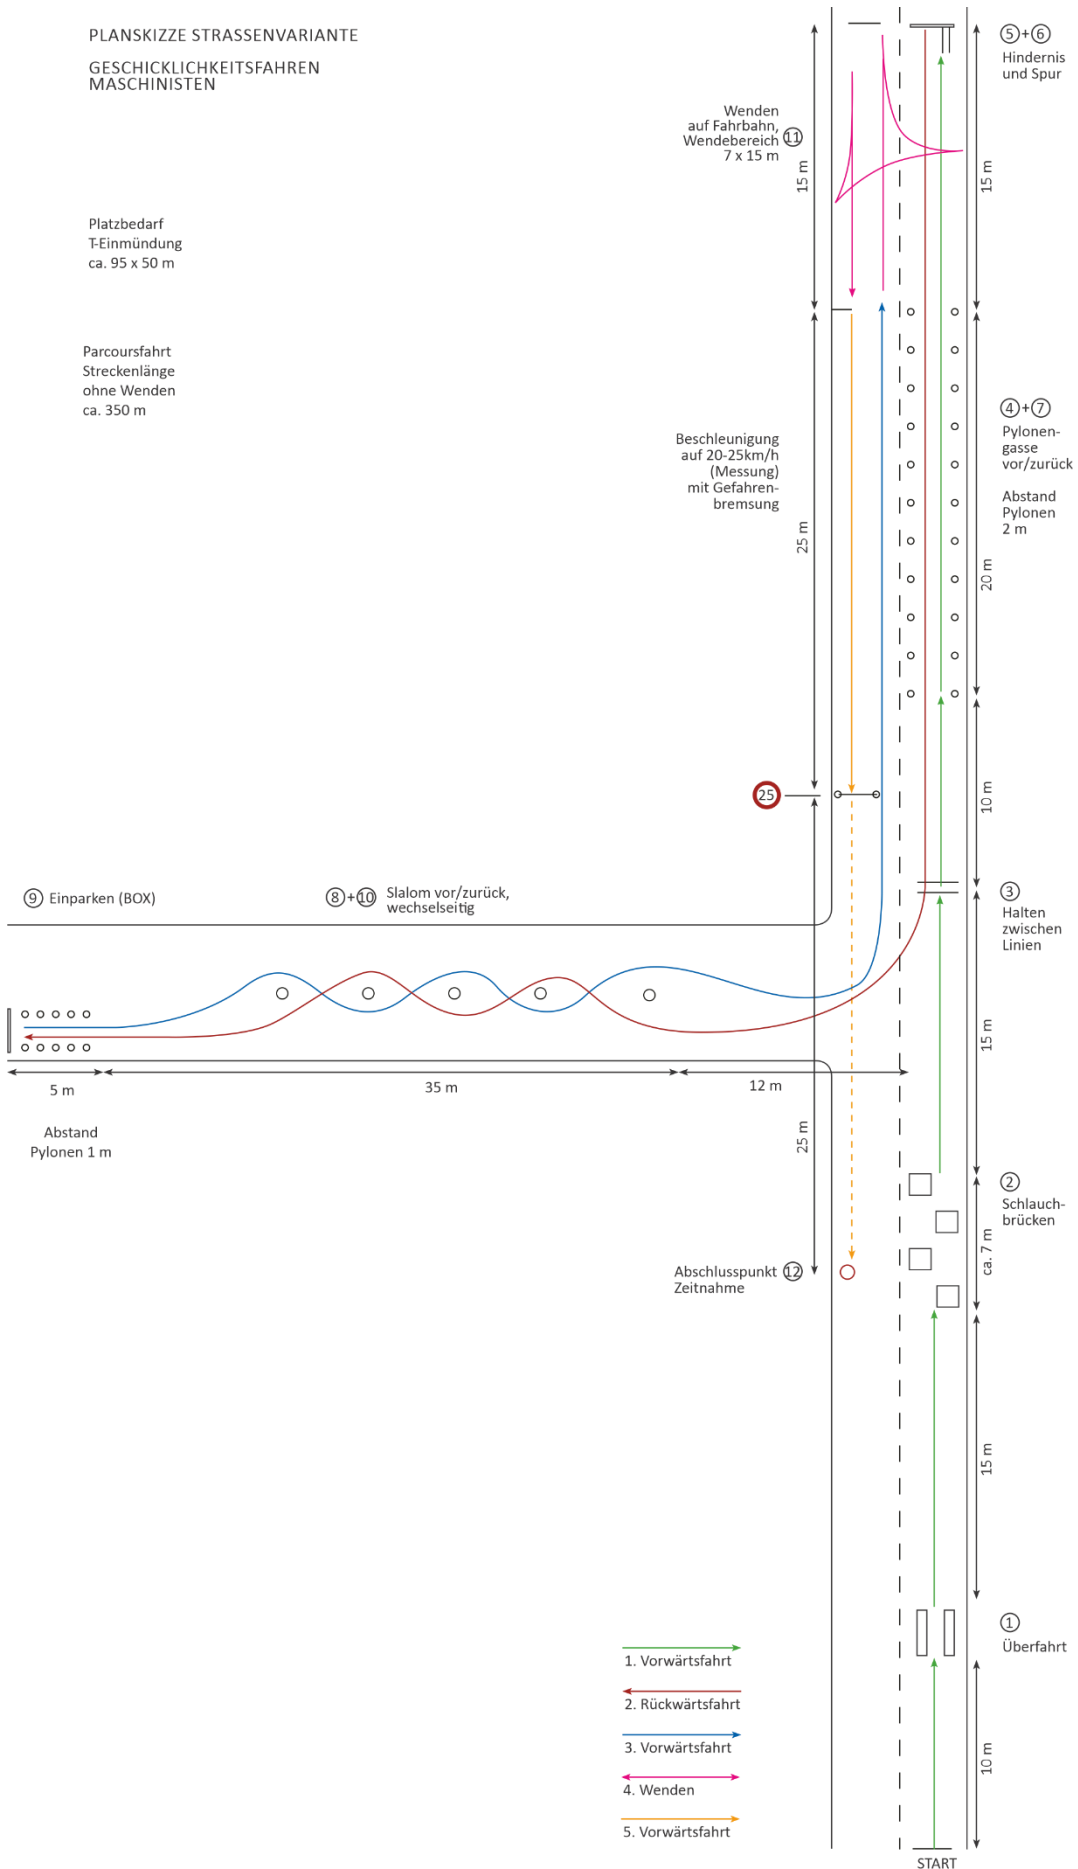 PLANSKIZZE STRASSENVARIANTE
GESCHICKLICHKEITSFAHREN
MASCHINISTEN
Platzbedarf
T-Einmündung
ca. 95 x 50 m
Parcoursfahrt
Streckenlänge
ohne Wenden
ca. 350 m
Wenden
auf Fahrbahn,
Wendebereich
7 x 15 m
11
15 m
15 m
5+6
Hindernis
und Spur
Beschleunigung
auf 20-25km/h
(Messung)
mit Gefahren-
bremsung
25 m
4+7
Pylonen-
gasse
vor/zurück
Abstand
Pylonen
2 m
20 m
25
10 m
9 Einparken (BOX)
8+10 Slalom vor/zurück,
wechselseitig
3
Halten
zwischen
Linien
15 m
5 m
35 m
12 m
Abstand
Pylonen 1 m
25 m
2
Schlauch-
brücken
ca. 7 m
Abschlusspunkt 12
Zeitnahme
15 m
1
Überfahrt
10 m
1. Vorwärtsfahrt
2. Rückwärtsfahrt
3. Vorwärtsfahrt
4. Wenden
5. Vorwärtsfahrt
START